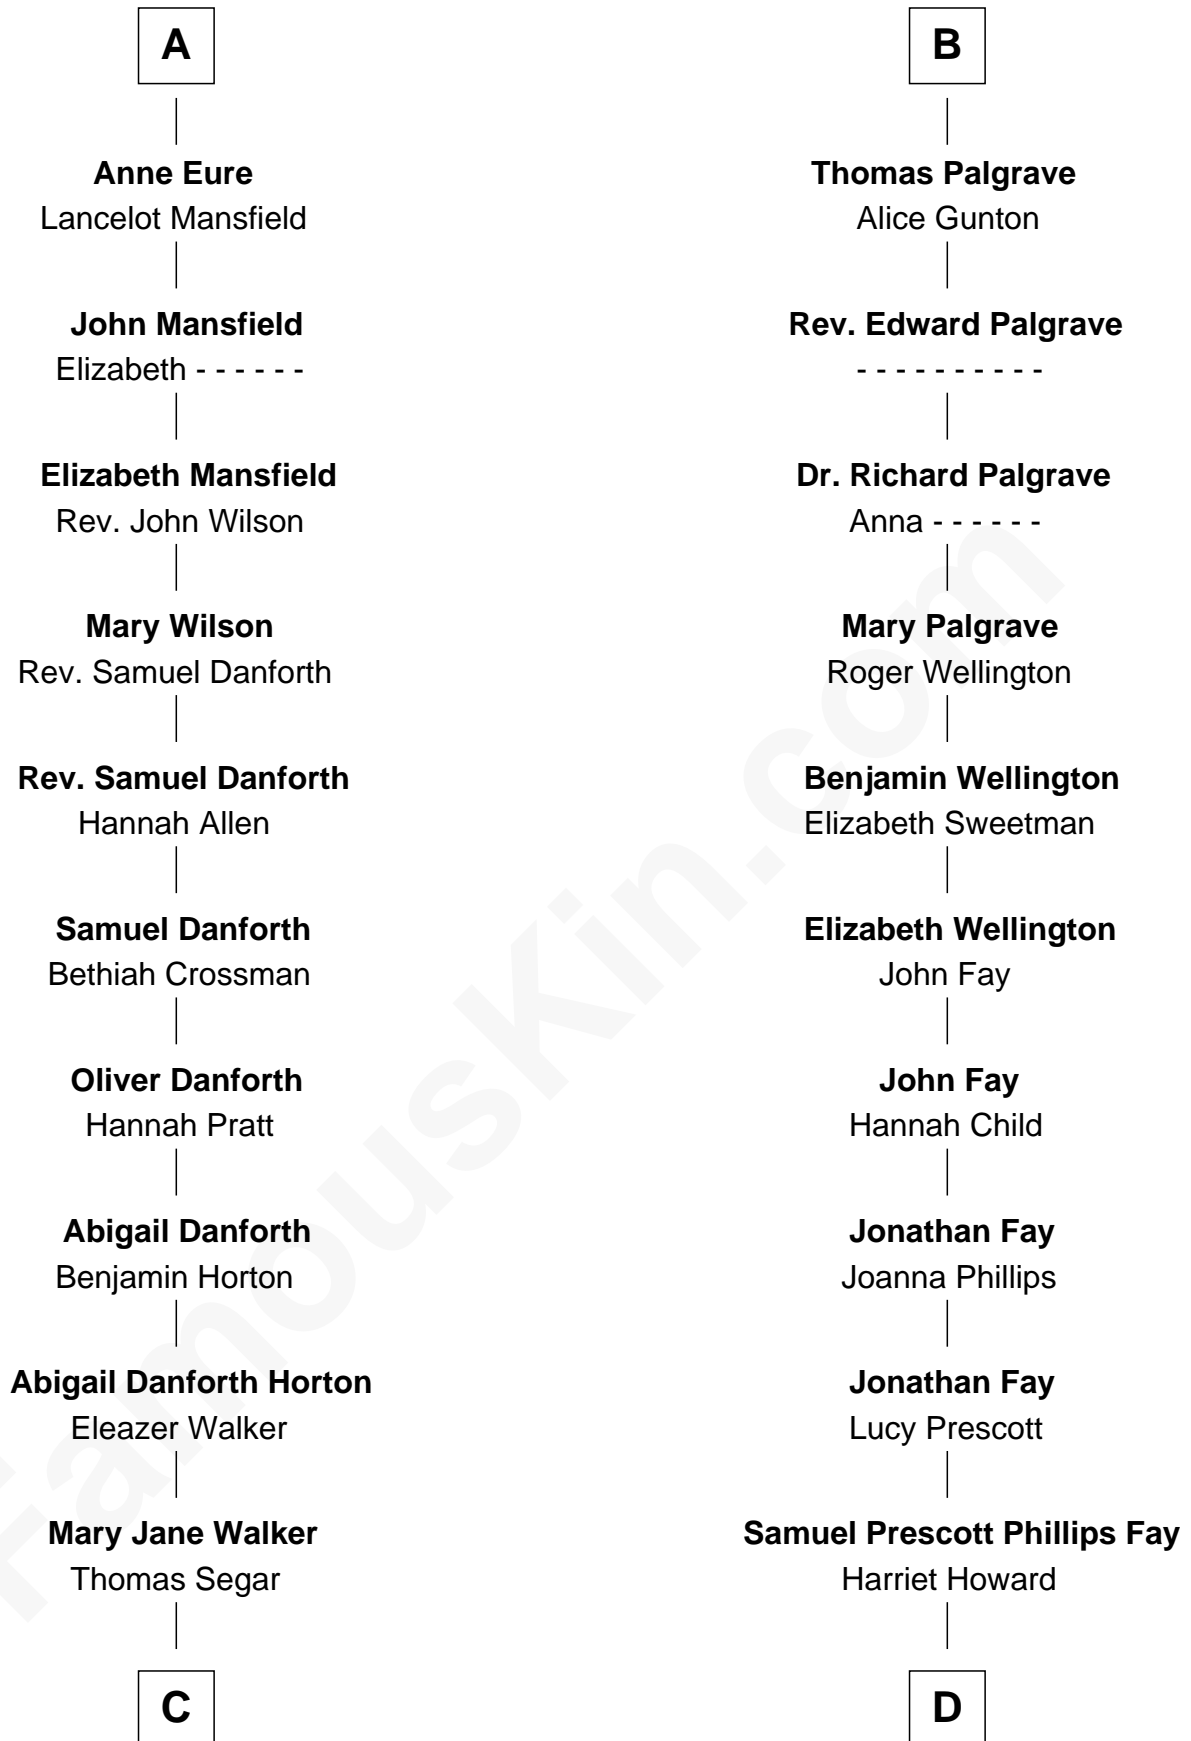 A
Anne Eure
Lancelot Mansfield
John Mansfield
Elizabeth - - - - - -
Elizabeth Mansfield
Rev. John Wilson
Mary Wilson
Rev. Samuel Danforth
Rev. Samuel Danforth
Hannah Allen
Samuel Danforth
Bethiah Crossman
Oliver Danforth
Hannah Pratt
Abigail Danforth
Benjamin Horton
Abigail Danforth Horton
Eleazer Walker
Mary Jane Walker
Thomas Segar
C
B
Thomas Palgrave
Alice Gunton
Rev. Edward Palgrave
- - - - - - - - - -
Dr. Richard Palgrave
Anna - - - - - -
Mary Palgrave
Roger Wellington
Benjamin Wellington
Elizabeth Sweetman
Elizabeth Wellington
John Fay
John Fay
Hannah Child
Jonathan Fay
Joanna Phillips
Jonathan Fay
Lucy Prescott
Samuel Prescott Phillips Fay
Harriet Howard
D
FamousKin.com